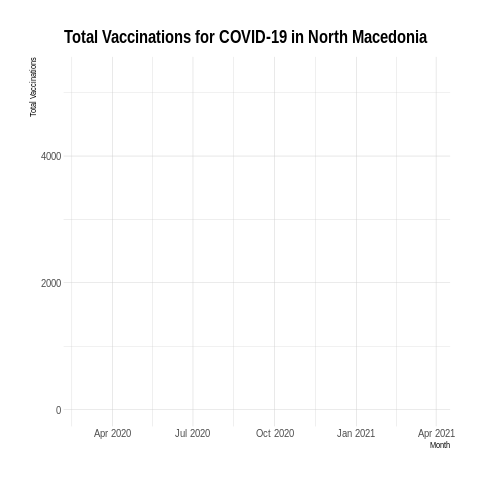 Total Vaccinations for COVID-19 in North Macedonia
Total Vaccinations
4000
2000
0
Apr 2020 Jul 2020 Oct 2020 Jan 2021 Apr 2021
Month